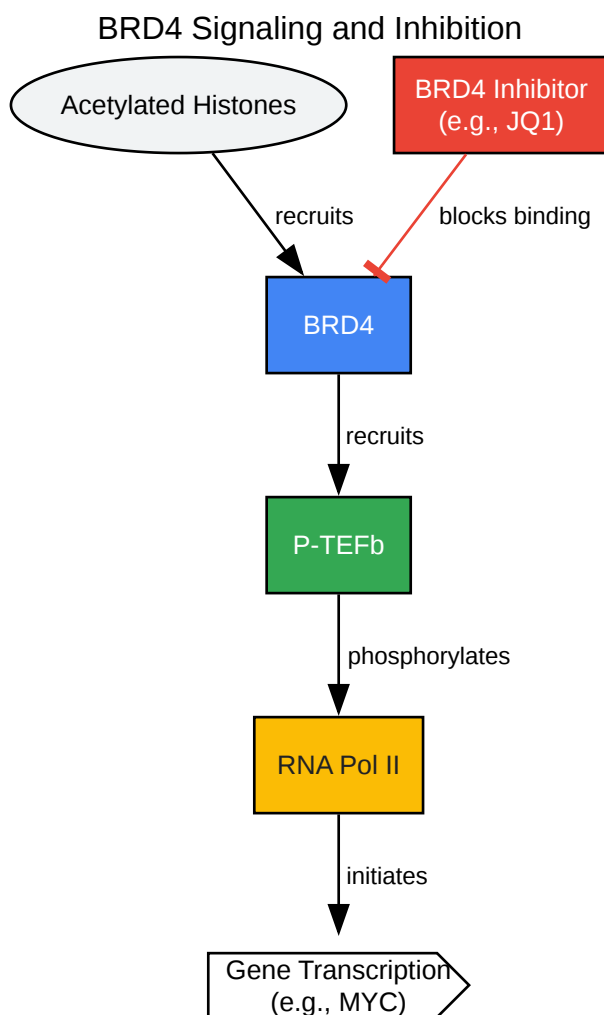 BRD4 Signaling and Inhibition
Acetylated Histones
BRD4 Inhibitor
(e.g., JQ1)
recruits
blocks binding
BRD4
recruits
P-TEFb
phosphorylates
RNA Pol II
initiates
Gene Transcription
(e.g., MYC)